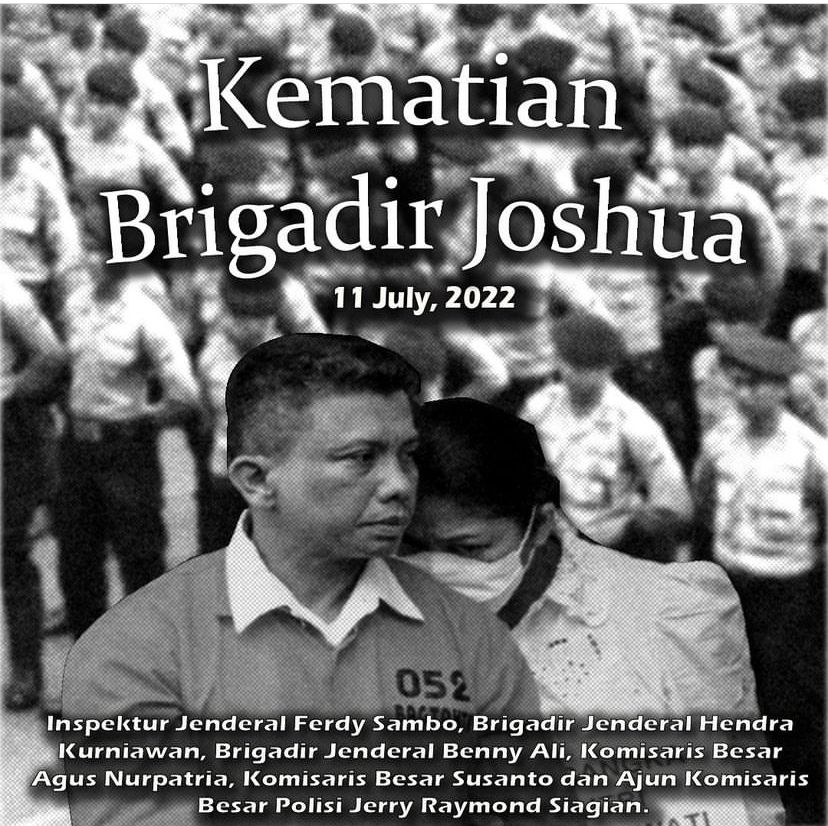 Kematian
Brigadir Joshua
11 July, 2022
052
Inspektur Jenderal Ferdy Sambo, Brigadir Jenderal Hendra
Kurniawan, Brigadir Jenderal Benny Ali, Komisaris Besar
Agus Nurpatria, Komisaris Besar Susanto dan Ajun Komisaris
Besar Polisi Jerry Raymond Siagian.